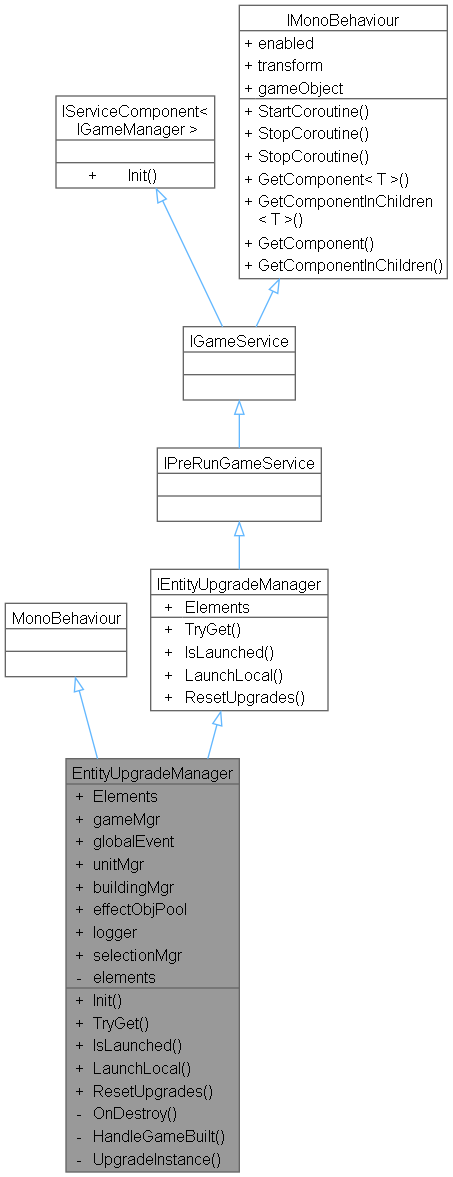 IMonoBehaviour
+ enabled
+ transform
+ gameObject
+ StartCoroutine()
+ StopCoroutine()
+ StopCoroutine()
+ GetComponent< T >()
+ GetComponentInChildren
< T >()
+ GetComponent()
+ GetComponentInChildren()
IServiceComponent<
IGameManager >
+ Init()
IGameService
IPreRunGameService
IEntityUpgradeManager
+ Elements
+ TryGet()
+ IsLaunched()
+ LaunchLocal()
+ ResetUpgrades()
MonoBehaviour
EntityUpgradeManager
+ Elements
+ gameMgr
+ globalEvent
+ unitMgr
+ buildingMgr
+ effectObjPool
+ logger
+ selectionMgr
- elements
+ Init()
+ TryGet()
+ IsLaunched()
+ LaunchLocal()
+ ResetUpgrades()
- OnDestroy()
- HandleGameBuilt()
- UpgradeInstance()